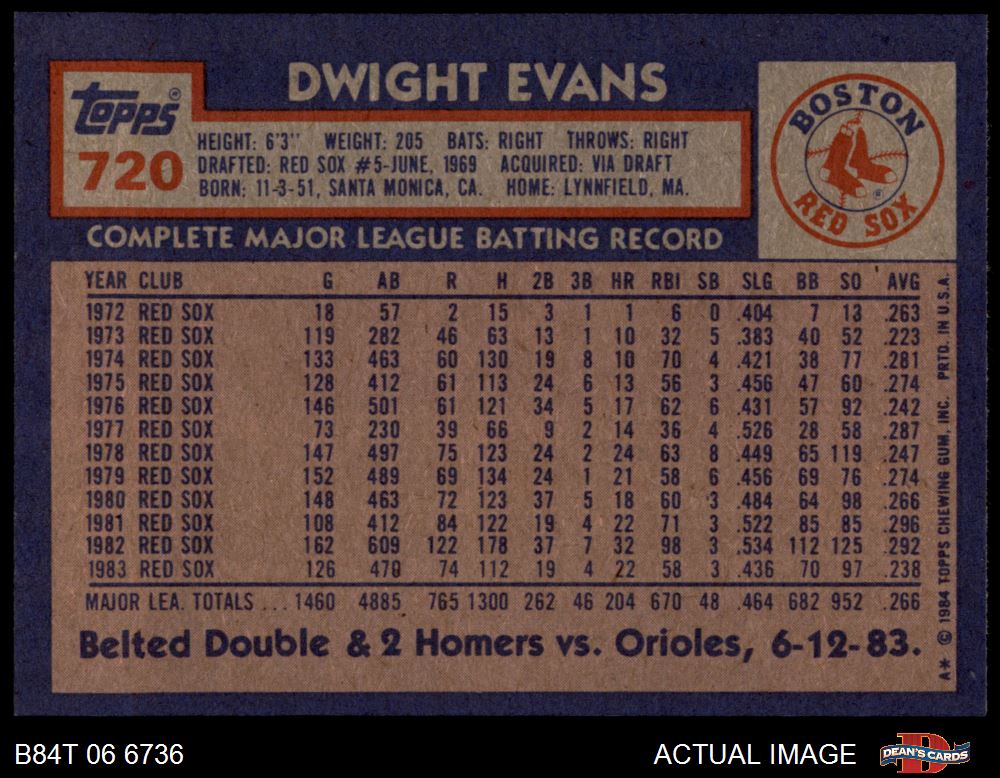 DWIGHT EVANS
TOPPS ®
720
HEIGHT: 6'3" WEIGHT: 205 BATS: RIGHT THROWS: RIGHT
DRAFTED: RED SOX #5-JUNE, 1969 ACQUIRED: VIA DRAFT
BORN: 11-3-51, SANTA MONICA, CA. HOME: LYNNFIELD, MA.
BOSTON
RED SOX
®
COMPLETE MAJOR LEAGUE BATTING RECORD
YEAR CLUB G AB R H 2B 3B HR RBI SB SLG BB SO AVG
1972 RED SOX 18 57 2 15 3 1 1 6 0 .404 7 13 .263
1973 RED SOX 119 282 46 63 13 1 10 32 5 .383 40 52 .223
1974 RED SOX 133 463 60 130 19 8 10 70 4 .421 38 77 .281
1975 RED SOX 128 412 61 113 24 6 13 56 3 .456 47 60 .274
1976 RED SOX 146 501 61 121 34 5 17 62 6 .431 57 92 .242
1977 RED SOX 73 230 39 66 9 2 14 36 4 .526 28 58 .287
1978 RED SOX 147 497 75 123 24 2 24 63 8 .449 65 119 .247
1979 RED SOX 152 489 69 134 24 1 21 58 6 .456 69 76 .274
1980 RED SOX 148 463 72 123 37 5 18 60 3 .484 64 98 .266
1981 RED SOX 108 412 84 122 19 4 22 71 3 .522 85 85 .296
1982 RED SOX 162 609 122 178 37 7 32 98 3 .534 112 125 .292
1983 RED SOX 126 470 74 112 19 4 22 58 3 .436 70 97 .238
MAJOR LEA. TOTALS ... 1460 4885 765 1300 262 46 204 670 48 .464 682 952 .266
Belted Double & 2 Homers vs. Orioles, 6-12-83.
A* © 1984 TOPPS CHEWING GUM, INC. PRTD. IN U.S.A.
B84T 06 6736
ACTUAL IMAGE
DEAN'S CARDS